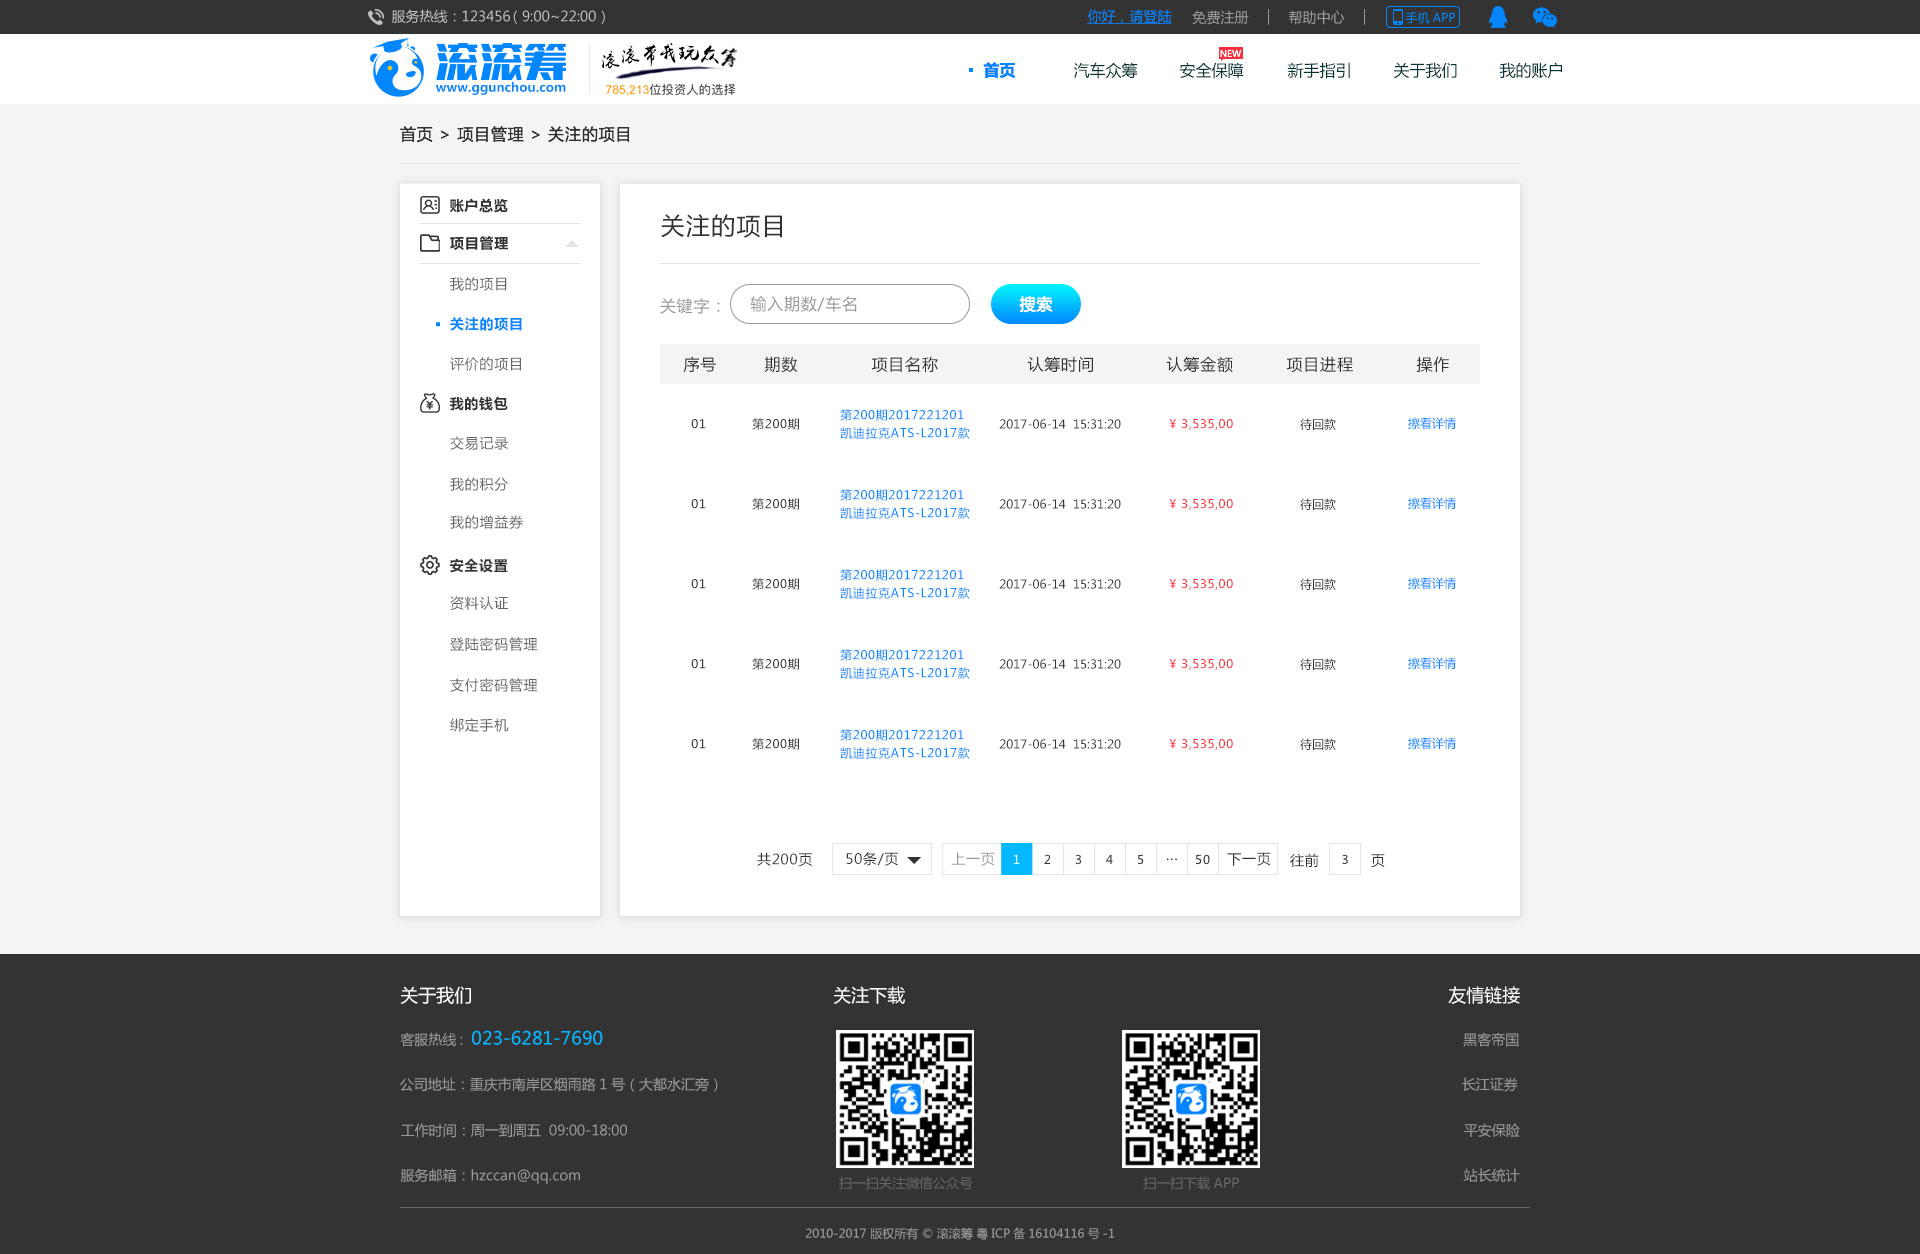 服务热线：123456 ( 9:00~22:00 )
你好，请登陆 免费注册 帮助中心 手机 APP
滚滚筹
www.ggunchou.com
滚滚带我玩众筹
785,213位投资人的选择
首页 汽车众筹 安全保障 NEW 新手指引 关于我们 我的账户
首页 > 项目管理 > 关注的项目
账户总览
项目管理
我的项目
关注的项目
评价的项目
我的钱包
交易记录
我的积分
我的增益券
安全设置
资料认证
登陆密码管理
支付密码管理
绑定手机
关注的项目
关键字： 输入期数/车名 搜索
序号 期数 项目名称 认筹时间 认筹金额 项目进程 操作
01 第200期 第200期2017221201 2017-06-14 15:31:20 ¥ 3,535,00 待回款 擦看详情
凯迪拉克ATS-L2017款
01 第200期 第200期2017221201 2017-06-14 15:31:20 ¥ 3,535,00 待回款 擦看详情
凯迪拉克ATS-L2017款
01 第200期 第200期2017221201 2017-06-14 15:31:20 ¥ 3,535,00 待回款 擦看详情
凯迪拉克ATS-L2017款
01 第200期 第200期2017221201 2017-06-14 15:31:20 ¥ 3,535,00 待回款 擦看详情
凯迪拉克ATS-L2017款
01 第200期 第200期2017221201 2017-06-14 15:31:20 ¥ 3,535,00 待回款 擦看详情
凯迪拉克ATS-L2017款
共200页 50条/页 上一页 1 2 3 4 5 ... 50 下一页 往前 3 页
关于我们
客服热线：023-6281-7690
公司地址：重庆市南岸区烟雨路 1 号 ( 大都水汇旁 )
工作时间：周一到周五 09:00-18:00
服务邮箱：hzccan@qq.com
关注下载
扫一扫关注微信公众号
扫一扫下载 APP
友情链接
黑客帝国
长江证券
平安保险
站长统计
2010-2017 版权所有 © 滚滚筹 粤 ICP 备 16104116 号 -1